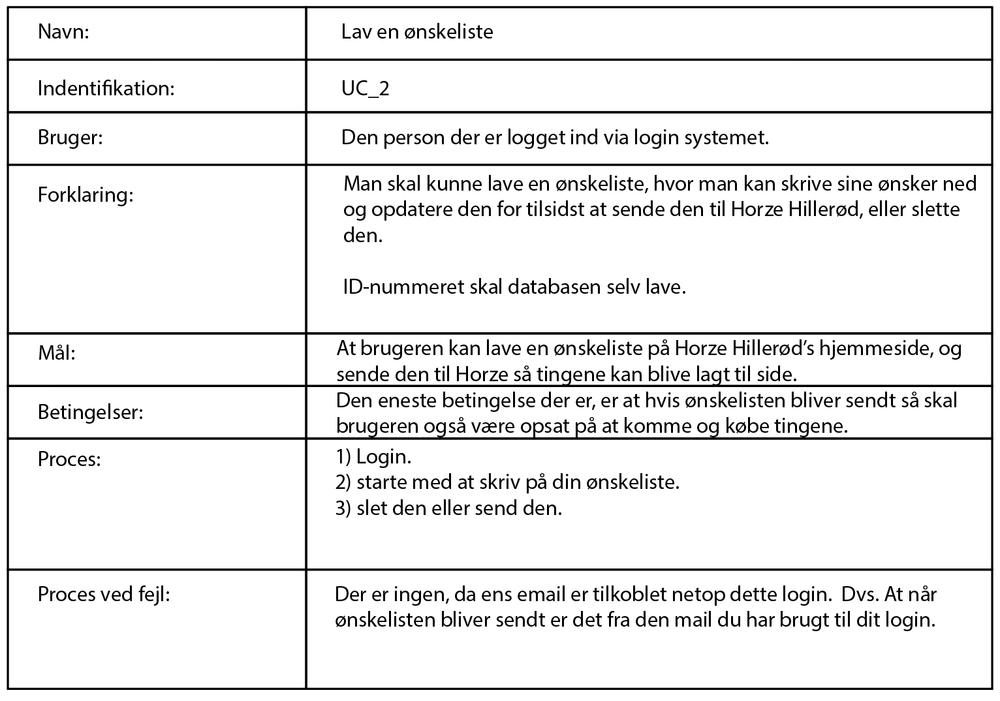 Navn:
Lav en ønskeliste
Indentifikation:
UC_2
Bruger:
Den person der er logget ind via login systemet.
Forklaring:
Man skal kunne lave en ønskeliste, hvor man kan skrive sine ønsker ned
og opdatere den for tilsidst at sende den til Horze Hillerød, eller slette
den.
ID-nummeret skal databasen selv lave.
Mål:
At brugeren kan lave en ønskeliste på Horze Hillerød’s hjemmeside, og
sende den til Horze så tingene kan blive lagt til side.
Betingelser:
Den eneste betingelse der er, er at hvis ønskelisten bliver sendt så skal
brugeren også være opsat på at komme og købe tingene.
Proces:
1) Login.
2) starte med at skriv på din ønskeliste.
3) slet den eller send den.
Proces ved fejl:
Der er ingen, da ens email er tilkoblet netop dette login.  Dvs. At når
ønskelisten bliver sendt er det fra den mail du har brugt til dit login.